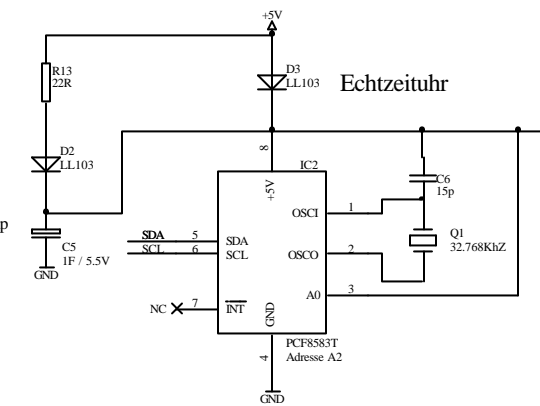 +5V
R13
22R
D3
LL103
Echtzeituhr
D2
LL103
8
IC2
+5V
C6
15p
OSCI
1
p
SDA
5
SDA
Q1
32.768KhZ
SCL
6
SCL
OSCO
2
C5
1F / 5.5V
GND
A0
3
NC
7
INT
GND
4
PCF8583T
Adresse A2
GND